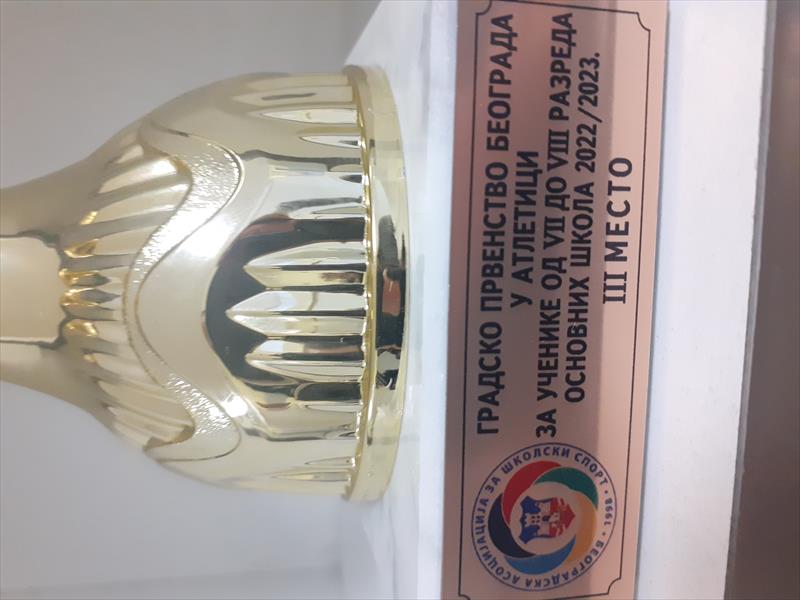 ГРАДСКО ПРВЕНСТВО БЕОГРАДА
У АТЛЕТИЦИ
ЗА УЧЕНИКЕ ОД VII ДО VIII РАЗРЕДА
ОСНОВНИХ ШКОЛА 2022/2023.
III МЕСТО
БЕОГРАДСКА АСОЦИЈАЦИЈА ЗА ШКОЛСКИ СПОРТ • 1998 •